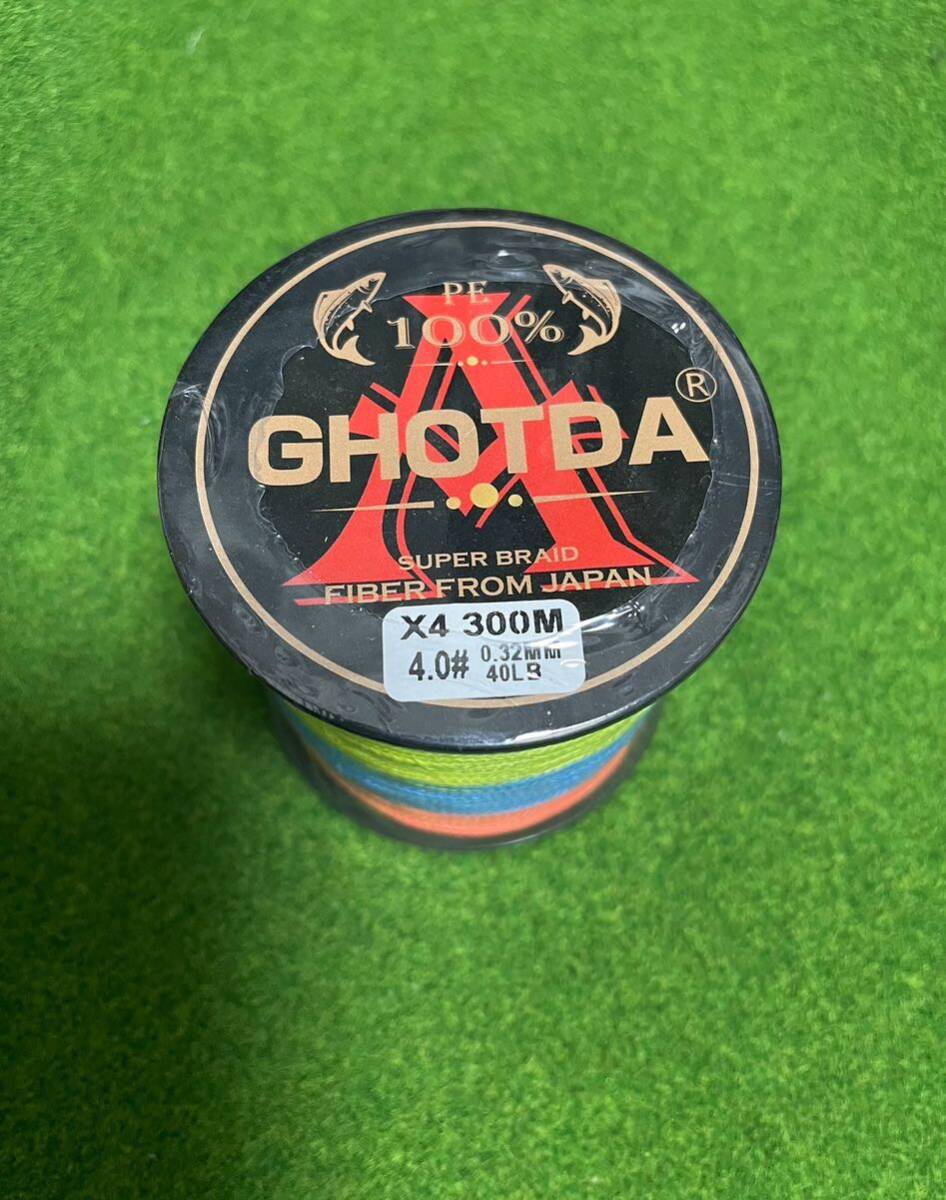 PE
100%
GHOTDA®
SUPER BRAID
FIBER FROM JAPAN
X4 300M
4.0# 0.32MM
40LB